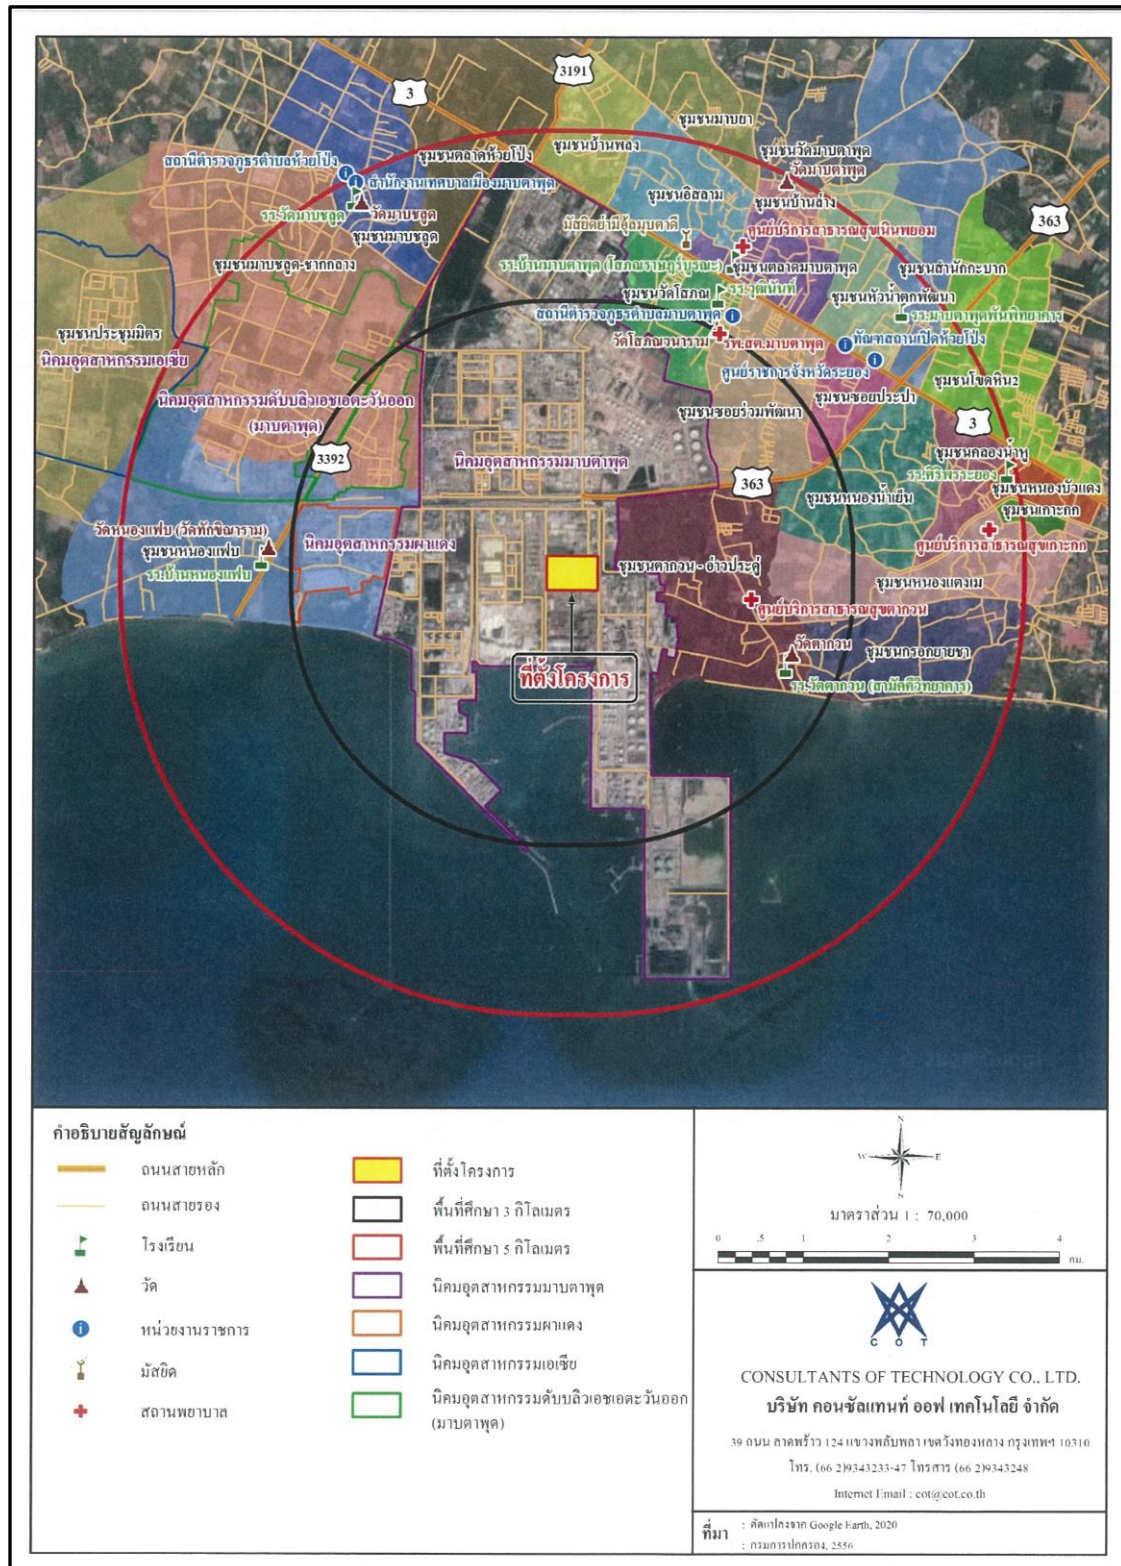 3191
3
ชุมชนมาบยา
ชุมชนบ้านพลง
ชุมชนตลาดห้วยโป่ง
ชุมชนวัดมาบตาพุด
วัดมาบตาพุด
สถานีตำรวจภูธรตำบลห้วยโป่ง
สำนักงานเทศบาลเมืองมาบตาพุด
ชุมชนอิสลาม
ชุมชนบ้านล่าง
363
รร.วัดมาบชลูด
วัดมาบชลูด
ชุมชนมาบชลูด
มัสยิดย้ามีอุ้ลมุบตาดี
ศูนย์บริการสาธารณสุขเนินพยอม
ชุมชนมาบชลูด-ชากกลาง
รร.บ้านมาบตาพุด (โสภณราษฎร์บูรณะ)
ชุมชนตลาดมาบตาพุด
ชุมชนสำนักกะบาก
รร.วุฒินันท์
ชุมชนวัดโสภณ
ชุมชนหัวน้ำตกพัฒนา
สถานีตำรวจภูธรตำบลมาบตาพุด
รร.มาบตาพุดพันพิทยาคาร
ชุมชนประชุมมิตร
วัดโสภณวนาราม
รพ.สต.มาบตาพุด
ทัณฑสถานเปิดห้วยโป่ง
นิคมอุตสาหกรรมเอเชีย
ศูนย์ราชการจังหวัดระยอง
ชุมชนโขดหิน2
นิคมอุตสาหกรรมดับบลิวเอชเอตะวันออก
(มาบตาพุด)
ชุมชนซอยประปา
ชุมชนซอยร่วมพัฒนา
3
3392
นิคมอุตสาหกรรมมาบตาพุด
ชุมชนคลองน้ำหู
รร.ศิริพรระยอง
363
ชุมชนหนองบัวแดง
ชุมชนหนองน้ำเย็น
ชุมชนเกาะกก
วัดหนองแฟบ (วัดทักขิณาราม)
ชุมชนหนองแฟบ
นิคมอุตสาหกรรมผาแดง
ศูนย์บริการสาธารณสุขเกาะกก
รร.บ้านหนองแฟบ
ชุมชนตากวน - อ่าวประดู่
ชุมชนหนองแตงเม
ศูนย์บริการสาธารณสุขตากวน
วัดตากวน
ชุมชนกรอกยายชา
ที่ตั้งโครงการ
รร.วัดตากวน (สามัคคีวิทยาคาร)
คำอธิบายสัญลักษณ์
ถนนสายหลัก
ถนนสายรอง
โรงเรียน
วัด
หน่วยงานราชการ
มัสยิด
สถานพยาบาล
ที่ตั้งโครงการ
พื้นที่ศึกษา 3 กิโลเมตร
พื้นที่ศึกษา 5 กิโลเมตร
นิคมอุตสาหกรรมมาบตาพุด
นิคมอุตสาหกรรมผาแดง
นิคมอุตสาหกรรมเอเซีย
นิคมอุตสาหกรรมดับบลิวเอชเอตะวันออก
(มาบตาพุด)
N
W E
S
มาตราส่วน 1 : 70,000
0 .5 1 2 3 4
กม.
COT
CONSULTANTS OF TECHNOLOGY CO., LTD.
บริษัท คอนซัลแทนท์ ออฟ เทคโนโลยี จำกัด
39 ถนน ลาดพร้าว 124 แขวงพลับพลา เขตวังทองหลาง กรุงเทพฯ 10310
โทร. (66 2)9343233-47 โทรสาร (66 2)9343248
Internet Email : cot@cot.co.th
ที่มา : ดัดแปลงจาก Google Earth, 2020
: กรมการปกครอง, 2556